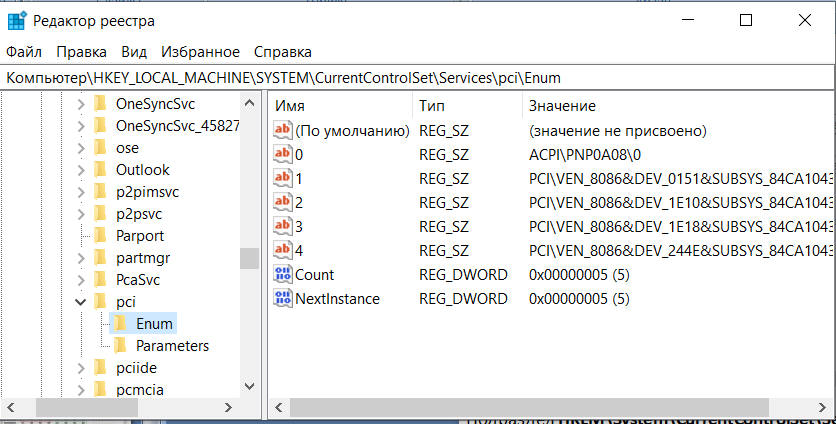 Редактор реестра
Файл Правка Вид Избранное Справка
Компьютер\HKEY_LOCAL_MACHINE\SYSTEM\CurrentControlSet\Services\pci\Enum
OneSyncSvc
OneSyncSvc_45827
ose
Outlook
p2pimsvc
p2psvc
Parport
partmgr
PcaSvc
pci
Enum
Parameters
pciide
pcmcia
Имя Тип Значение
(По умолчанию) REG_SZ (значение не присвоено)
0 REG_SZ ACPI\PNP0A08\0
1 REG_SZ PCI\VEN_8086&DEV_0151&SUBSYS_84CA1043
2 REG_SZ PCI\VEN_8086&DEV_1E10&SUBSYS_84CA1043
3 REG_SZ PCI\VEN_8086&DEV_1E18&SUBSYS_84CA1043
4 REG_SZ PCI\VEN_8086&DEV_244E&SUBSYS_84CA1043
Count REG_DWORD 0x00000005 (5)
NextInstance REG_DWORD 0x00000005 (5)